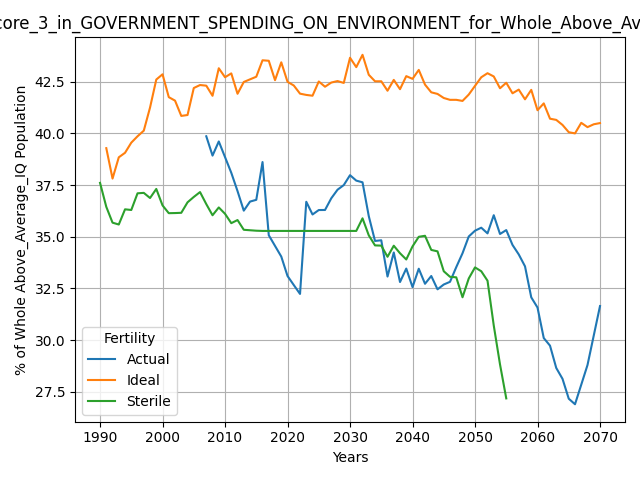 core_3_in_GOVERNMENT_SPENDING_ON_ENVIRONMENT_for_Whole_Above_Av
% of Whole Above_Average_IQ Population
42.5
40.0
37.5
35.0
32.5
30.0
27.5
Fertility
Actual
Ideal
Sterile
1990 2000 2010 2020 2030 2040 2050 2060 2070
Years